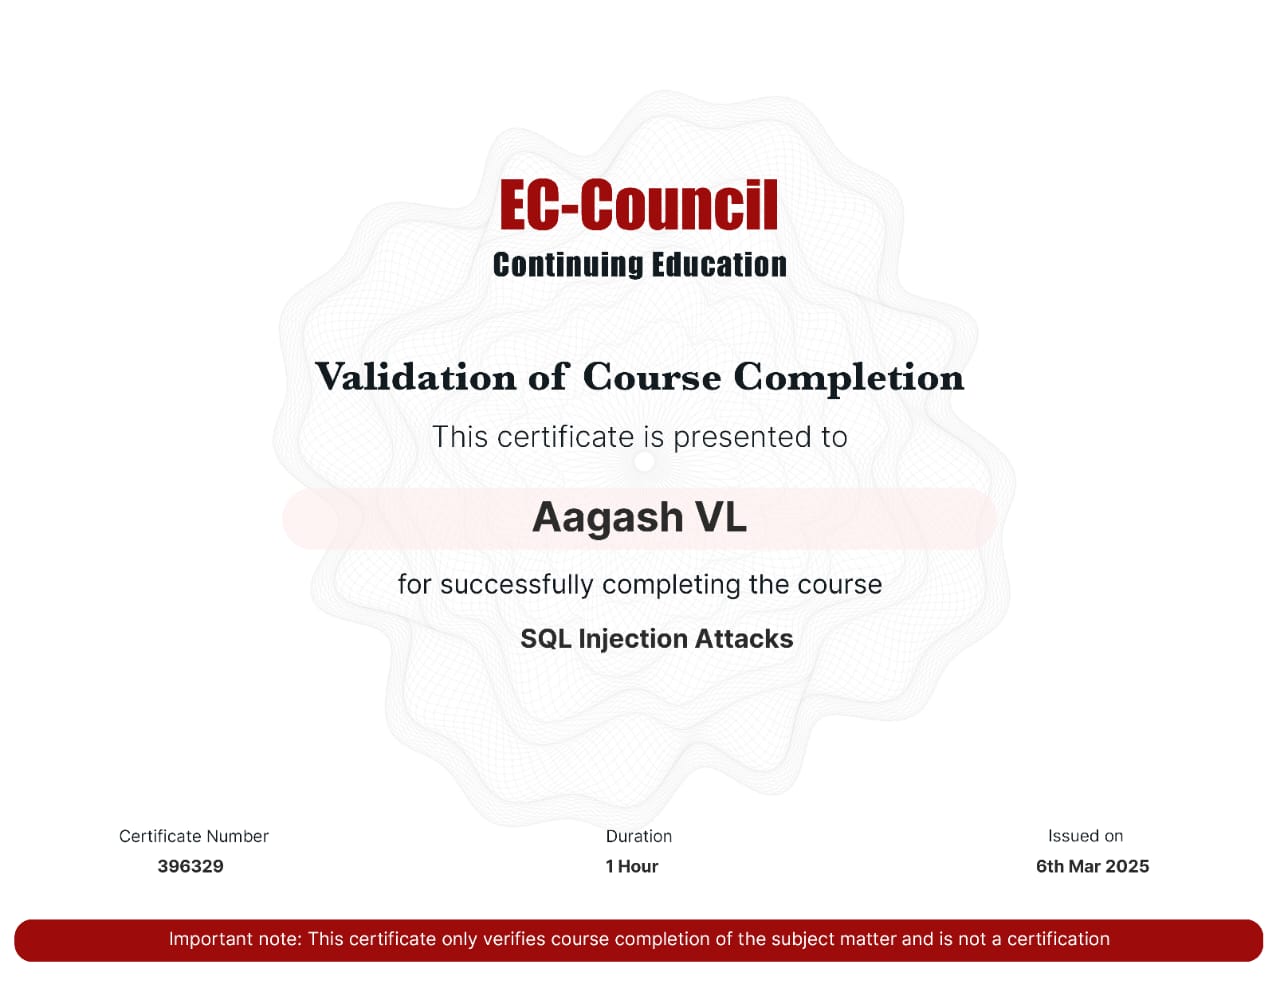 EC-Council
Continuing Education
Validation of Course Completion
This certificate is presented to
Aagash VL
for successfully completing the course
SQL Injection Attacks
Certificate Number
396329
Duration
1 Hour
Issued on
6th Mar 2025
Important note: This certificate only verifies course completion of the subject matter and is not a certification